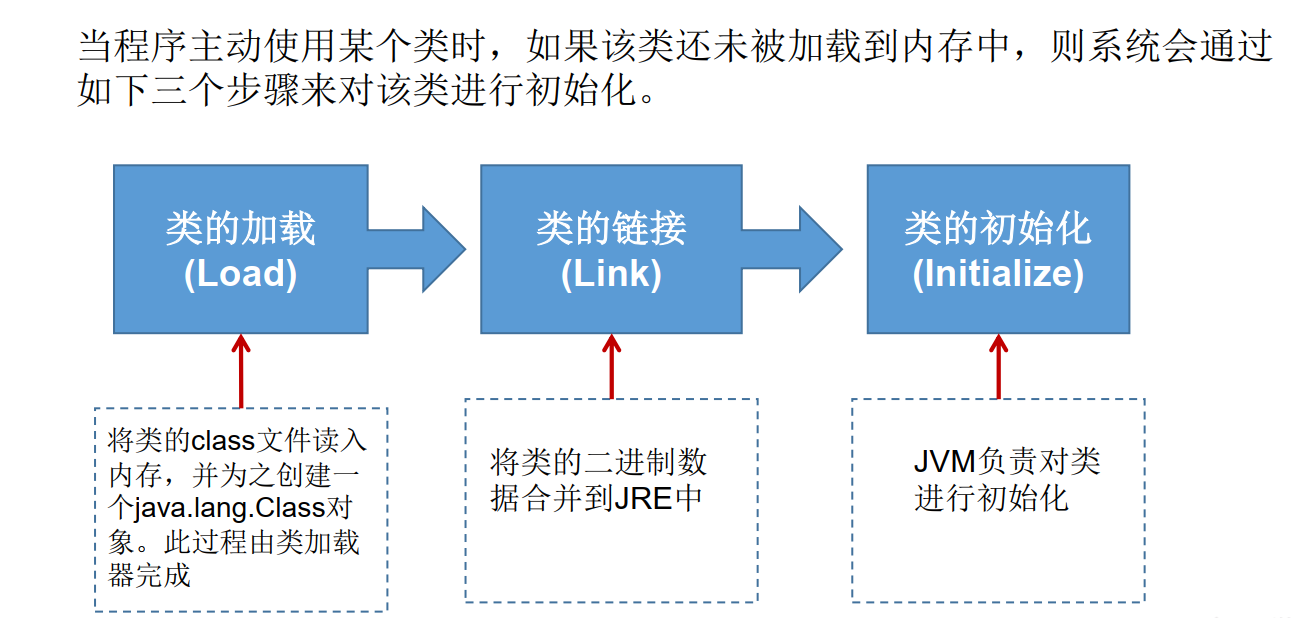 当程序主动使用某个类时，如果该类还未被加载到内存中，则系统会通过
如下三个步骤来对该类进行初始化。
类的加载
(Load)
类的链接
(Link)
类的初始化
(Initialize)
将类的class文件读入
内存，并为之创建一
个java.lang.Class对
象。此过程由类加载
器完成
将类的二进制数
据合并到JRE中
JVM负责对类
进行初始化